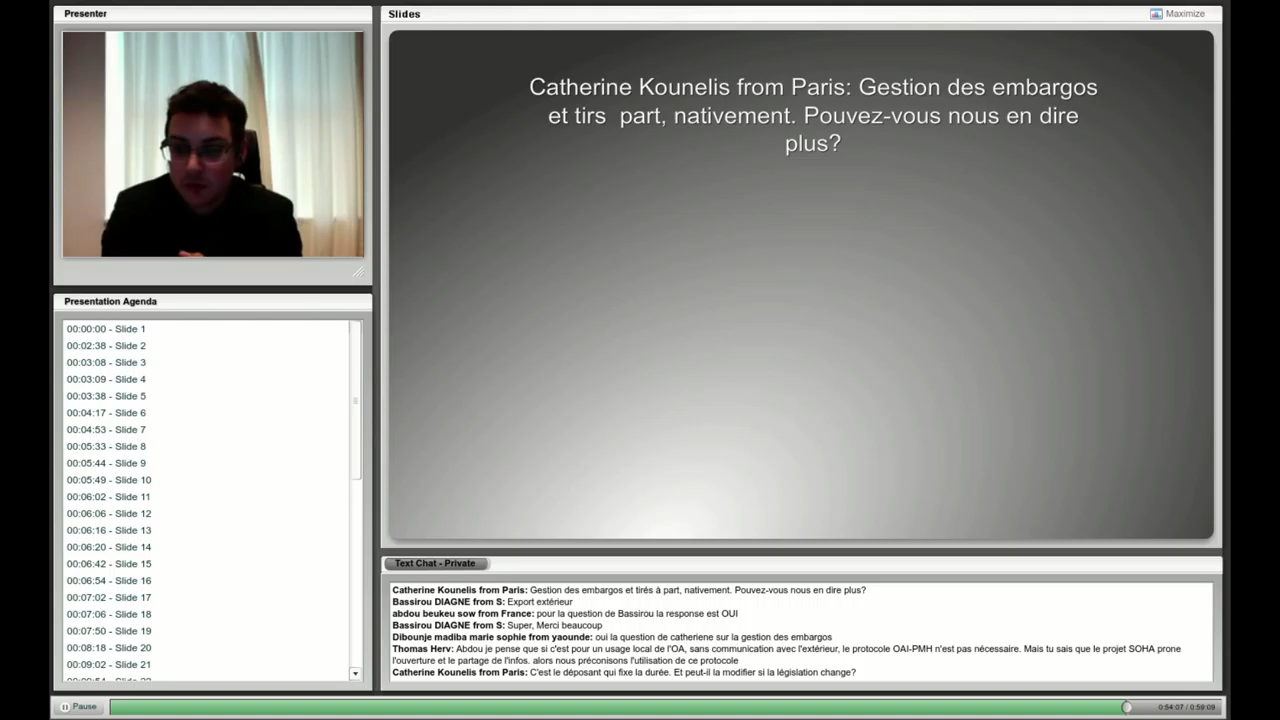 Presenter
Slides
Maximize
Catherine Kounelis from Paris: Gestion des embargos
et tirs  part, nativement. Pouvez-vous nous en dire
plus?
Presentation Agenda
00:00:00 - Slide 1
00:02:38 - Slide 2
00:03:08 - Slide 3
00:03:09 - Slide 4
00:03:38 - Slide 5
00:04:17 - Slide 6
00:04:53 - Slide 7
00:05:33 - Slide 8
00:05:44 - Slide 9
00:05:49 - Slide 10
00:06:02 - Slide 11
00:06:06 - Slide 12
00:06:16 - Slide 13
00:06:20 - Slide 14
00:06:42 - Slide 15
00:06:54 - Slide 16
00:07:02 - Slide 17
00:07:06 - Slide 18
00:07:50 - Slide 19
00:08:18 - Slide 20
00:09:02 - Slide 21
Text Chat - Private
Catherine Kounelis from Paris: Gestion des embargos et tirés à part, nativement. Pouvez-vous nous en dire plus?
Bassirou DIAGNE from S: Export extérieur
abdou beukeu sow from France: pour la question de Bassirou la response est OUI
Bassirou DIAGNE from S: Super, Merci beaucoup
Dibounje madiba marie sophie from yaounde: oui la question de catheriene sur la gestion des embargos
Thomas Herv: Abdou je pense que si c'est pour un usage local de l'OA, sans communication avec l'extérieur, le protocole OAI-PMH n'est pas nécessaire. Mais tu sais que le projet SOHA prone
l'ouverture et le partage de l'infos. alors nous préconisons l'utilisation de ce protocole
Catherine Kounelis from Paris: C'est le déposant qui fixe la durée. Et peut-il la modifier si la législation change?
Pause
0:54:07 / 0:59:09